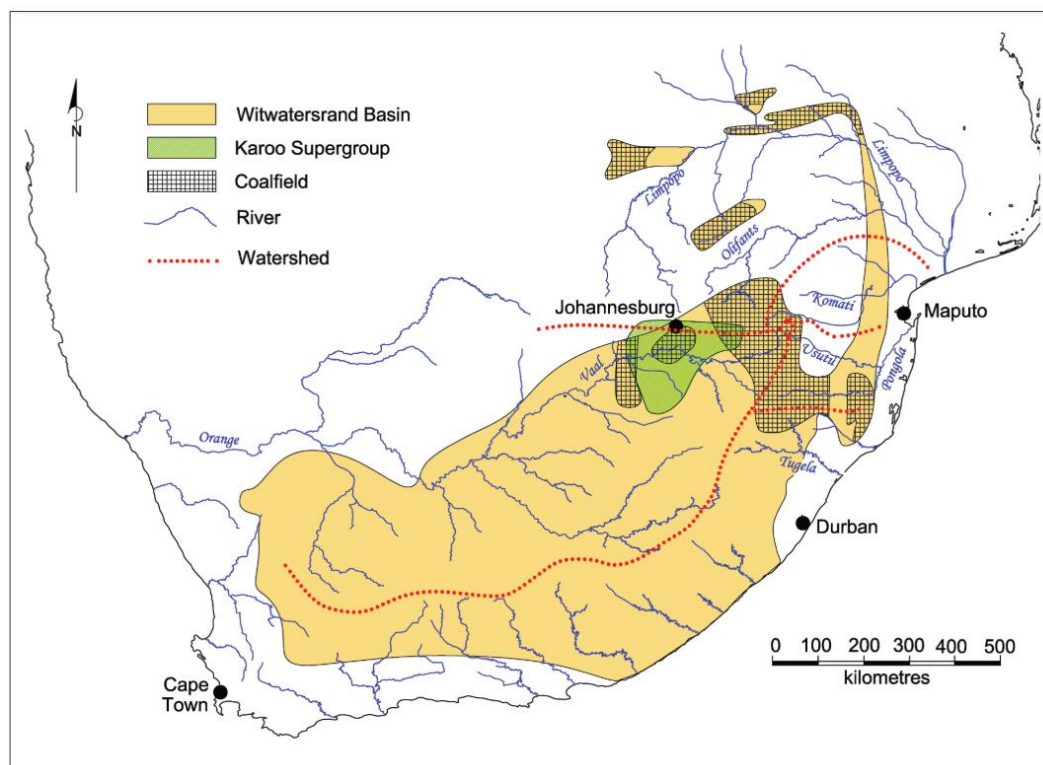 N
Witwatersrand Basin
Karoo Supergroup
Coalfield
River
Watershed
Limpopo
Limpopo
Olifants
Johannesburg
Komati
Maputo
Usutu
Pongola
Vaal
Orange
Tugela
Durban
Cape
Town
0 100 200 300 400 500
kilometres